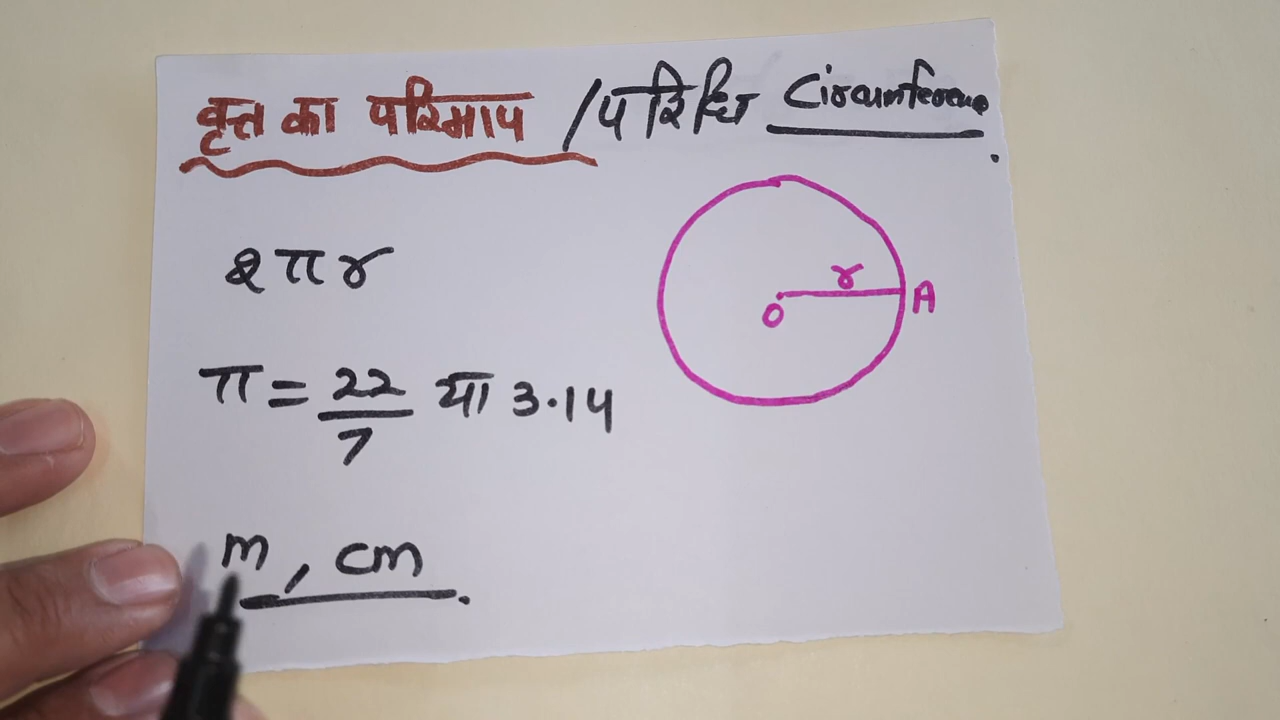 वृत्त का परिमाप /परिधि Circumference.
2πr
r
O
A
π = 22/7 या 3.14
m, cm.